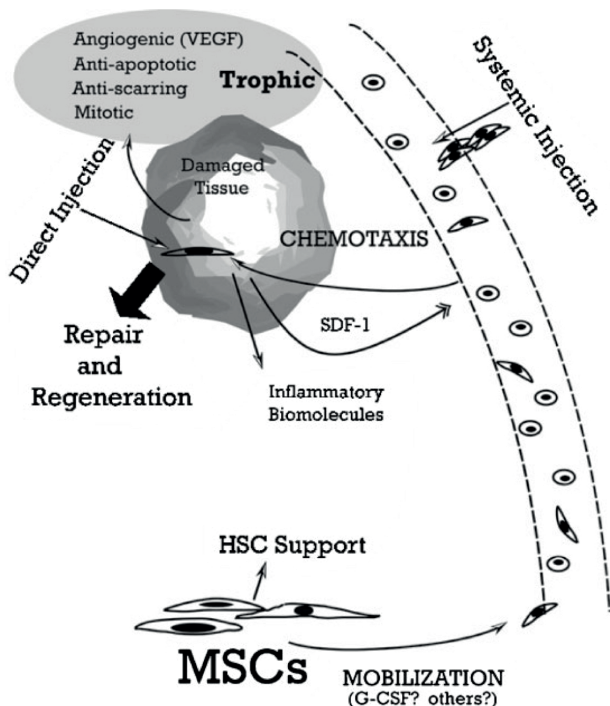 Angiogenic (VEGF)
Anti-apoptotic
Anti-scarring
Mitotic
Trophic
Systemic Injection
Damaged
Tissue
Direct Injection
CHEMOTAXIS
SDF-1
Repair
and
Regeneration
Inflammatory
Biomolecules
HSC Support
MSCs
MOBILIZATION
(G-CSF? others?)